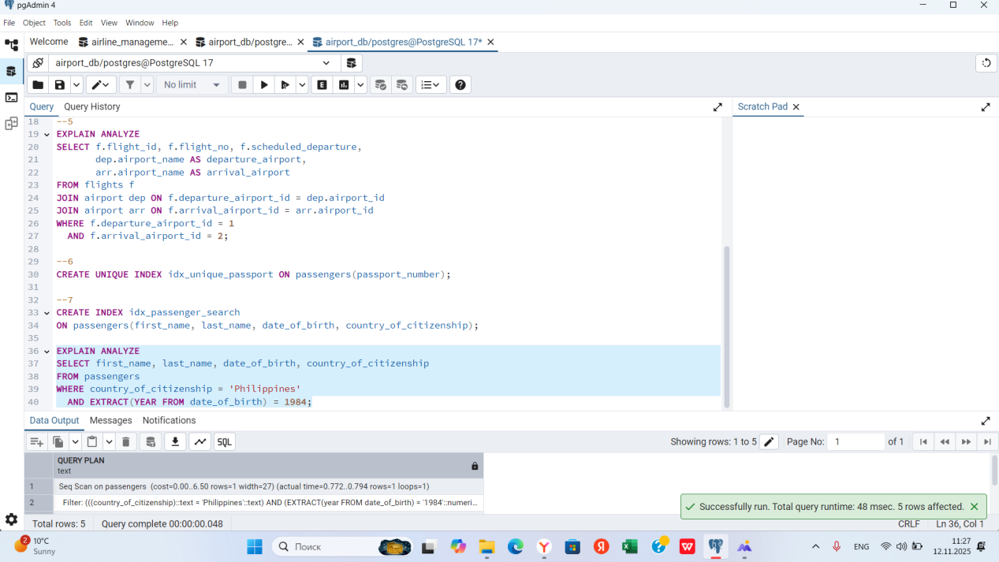 pgAdmin 4
File Object Tools Edit View Window Help
Welcome airline_manageme... airport_db/postgre... airport_db/postgres@PostgreSQL 17*
airport_db/postgres@PostgreSQL 17
No limit
Query Query History
Scratch Pad
18 --5
19 EXPLAIN ANALYZE
20 SELECT f.flight_id, f.flight_no, f.scheduled_departure,
21 dep.airport_name AS departure_airport,
22 arr.airport_name AS arrival_airport
23 FROM flights f
24 JOIN airport dep ON f.departure_airport_id = dep.airport_id
25 JOIN airport arr ON f.arrival_airport_id = arr.airport_id
26 WHERE f.departure_airport_id = 1
27 AND f.arrival_airport_id = 2;
28
29 --6
30 CREATE UNIQUE INDEX idx_unique_passport ON passengers(passport_number);
31
32 --7
33 CREATE INDEX idx_passenger_search
34 ON passengers(first_name, last_name, date_of_birth, country_of_citizenship);
35
36 EXPLAIN ANALYZE
37 SELECT first_name, last_name, date_of_birth, country_of_citizenship
38 FROM passengers
39 WHERE country_of_citizenship = 'Philippines'
40 AND EXTRACT(YEAR FROM date_of_birth) = 1984;
Data Output Messages Notifications
SQL Showing rows: 1 to 5 Page No: 1 of 1
QUERY PLAN
text
1 Seq Scan on passengers (cost=0.00..6.50 rows=1 width=27) (actual time=0.772..0.794 rows=1 loops=1)
2 Filter: (((country_of_citizenship)::text = 'Philippines'::text) AND (EXTRACT(year FROM date_of_birth) = '1984'::numeri...
Successfully run. Total query runtime: 48 msec. 5 rows affected.
Total rows: 5 Query complete 00:00:00.048 CRLF Ln 36, Col 1
2 10°C
Sunny
Поиск
ENG
11:27
12.11.2025